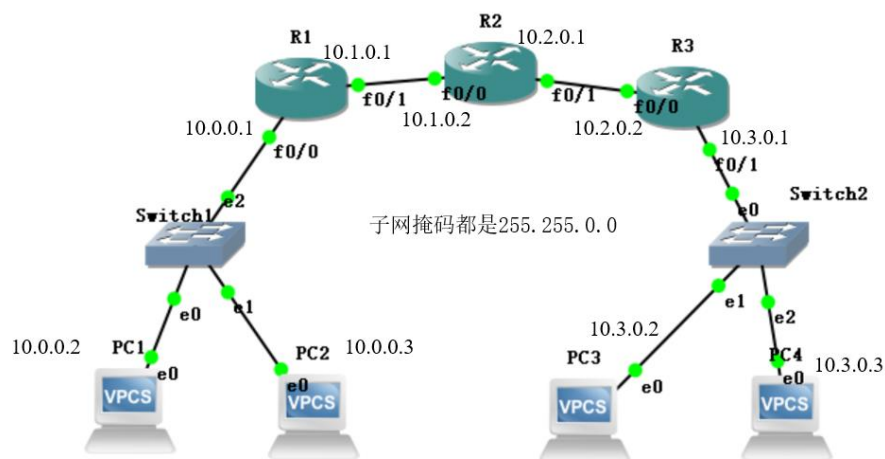 R1
10.1.0.1
R2
10.2.0.1
R3
f0/1
f0/0
f0/1
f0/0
10.1.0.2
10.2.0.2
10.0.0.1
f0/0
10.3.0.1
f0/1
e2
Switch1
e0
Switch2
子网掩码都是255.255.0.0
e0
e1
e1
e2
10.0.0.2
PC1
e0
PC2
10.0.0.3
e0
10.3.0.2
PC3
e0
PC4
10.3.0.3
e0
VPCS
VPCS
VPCS
VPCS